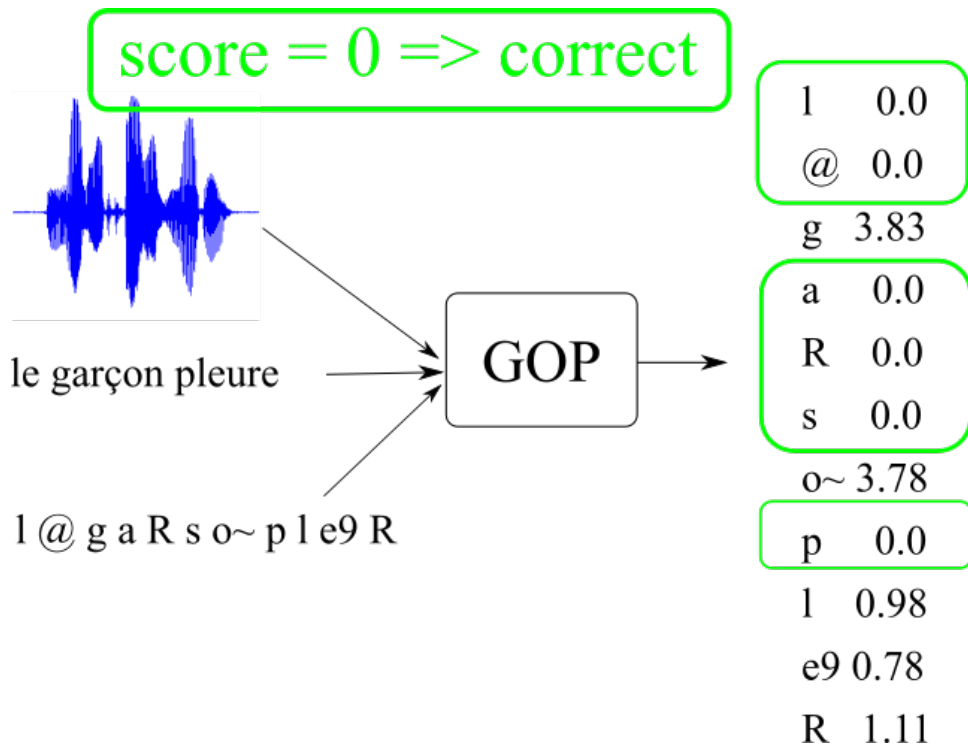 score = 0 => correct
le garçon pleure
l @ g a R s o~ p l e9 R
GOP
l 0.0
@ 0.0
g 3.83
a 0.0
R 0.0
s 0.0
o~ 3.78
p 0.0
l 0.98
e9 0.78
R 1.11